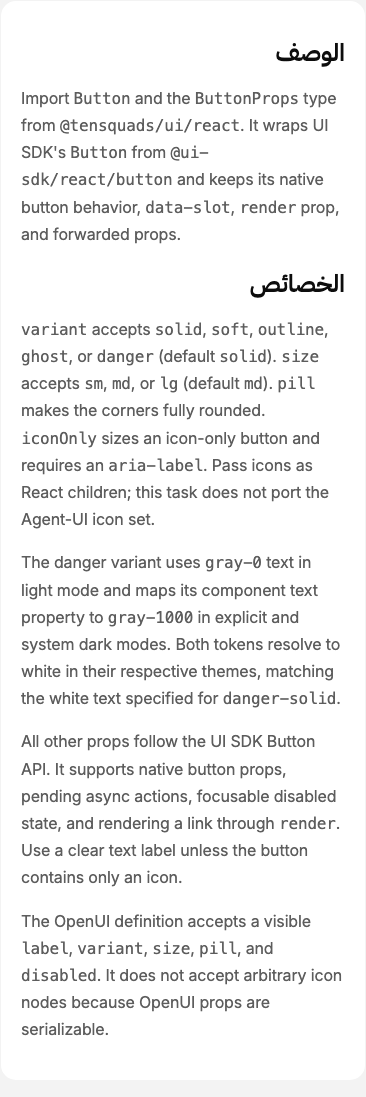 الوصف
Import Button and the ButtonProps type
from @tensquads/ui/react. It wraps UI
SDK's Button from @ui-
sdk/react/button and keeps its native
button behavior, data-slot, render prop,
and forwarded props.
الخصائص
variant accepts solid, soft, outline,
ghost, or danger (default solid). size
accepts sm, md, or lg (default md). pill
makes the corners fully rounded.
iconOnly sizes an icon-only button and
requires an aria-label. Pass icons as
React children; this task does not port the
Agent-UI icon set.
The danger variant uses gray-0 text in
light mode and maps its component text
property to gray-1000 in explicit and
system dark modes. Both tokens resolve to
white in their respective themes, matching
the white text specified for danger-solid.
All other props follow the UI SDK Button
API. It supports native button props,
pending async actions, focusable disabled
state, and rendering a link through render.
Use a clear text label unless the button
contains only an icon.
The OpenUI definition accepts a visible
label, variant, size, pill, and
disabled. It does not accept arbitrary icon
nodes because OpenUI props are
serializable.